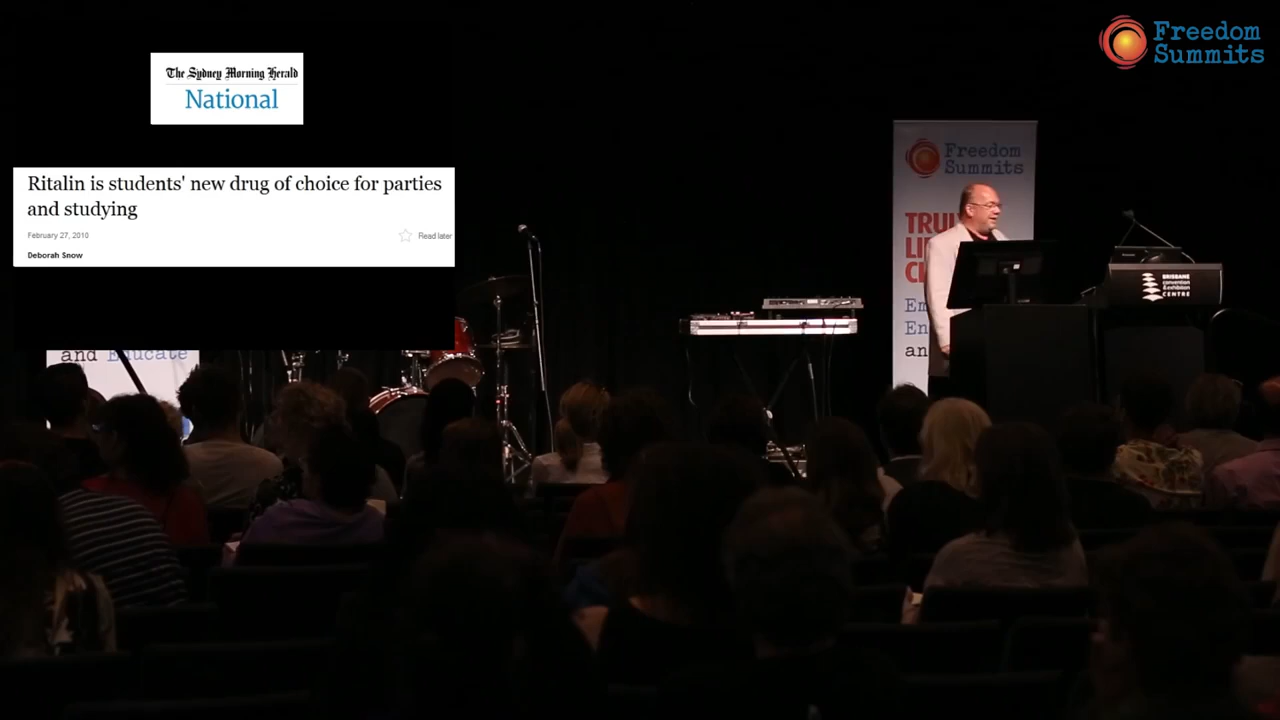 Freedom
Summits
The Sydney Morning Herald
National
Ritalin is students' new drug of choice for parties
and studying
February 27, 2010
Read later
Deborah Snow
Freedom
Summits
BRISBANE
convention
& exhibition
CENTRE
and Educate